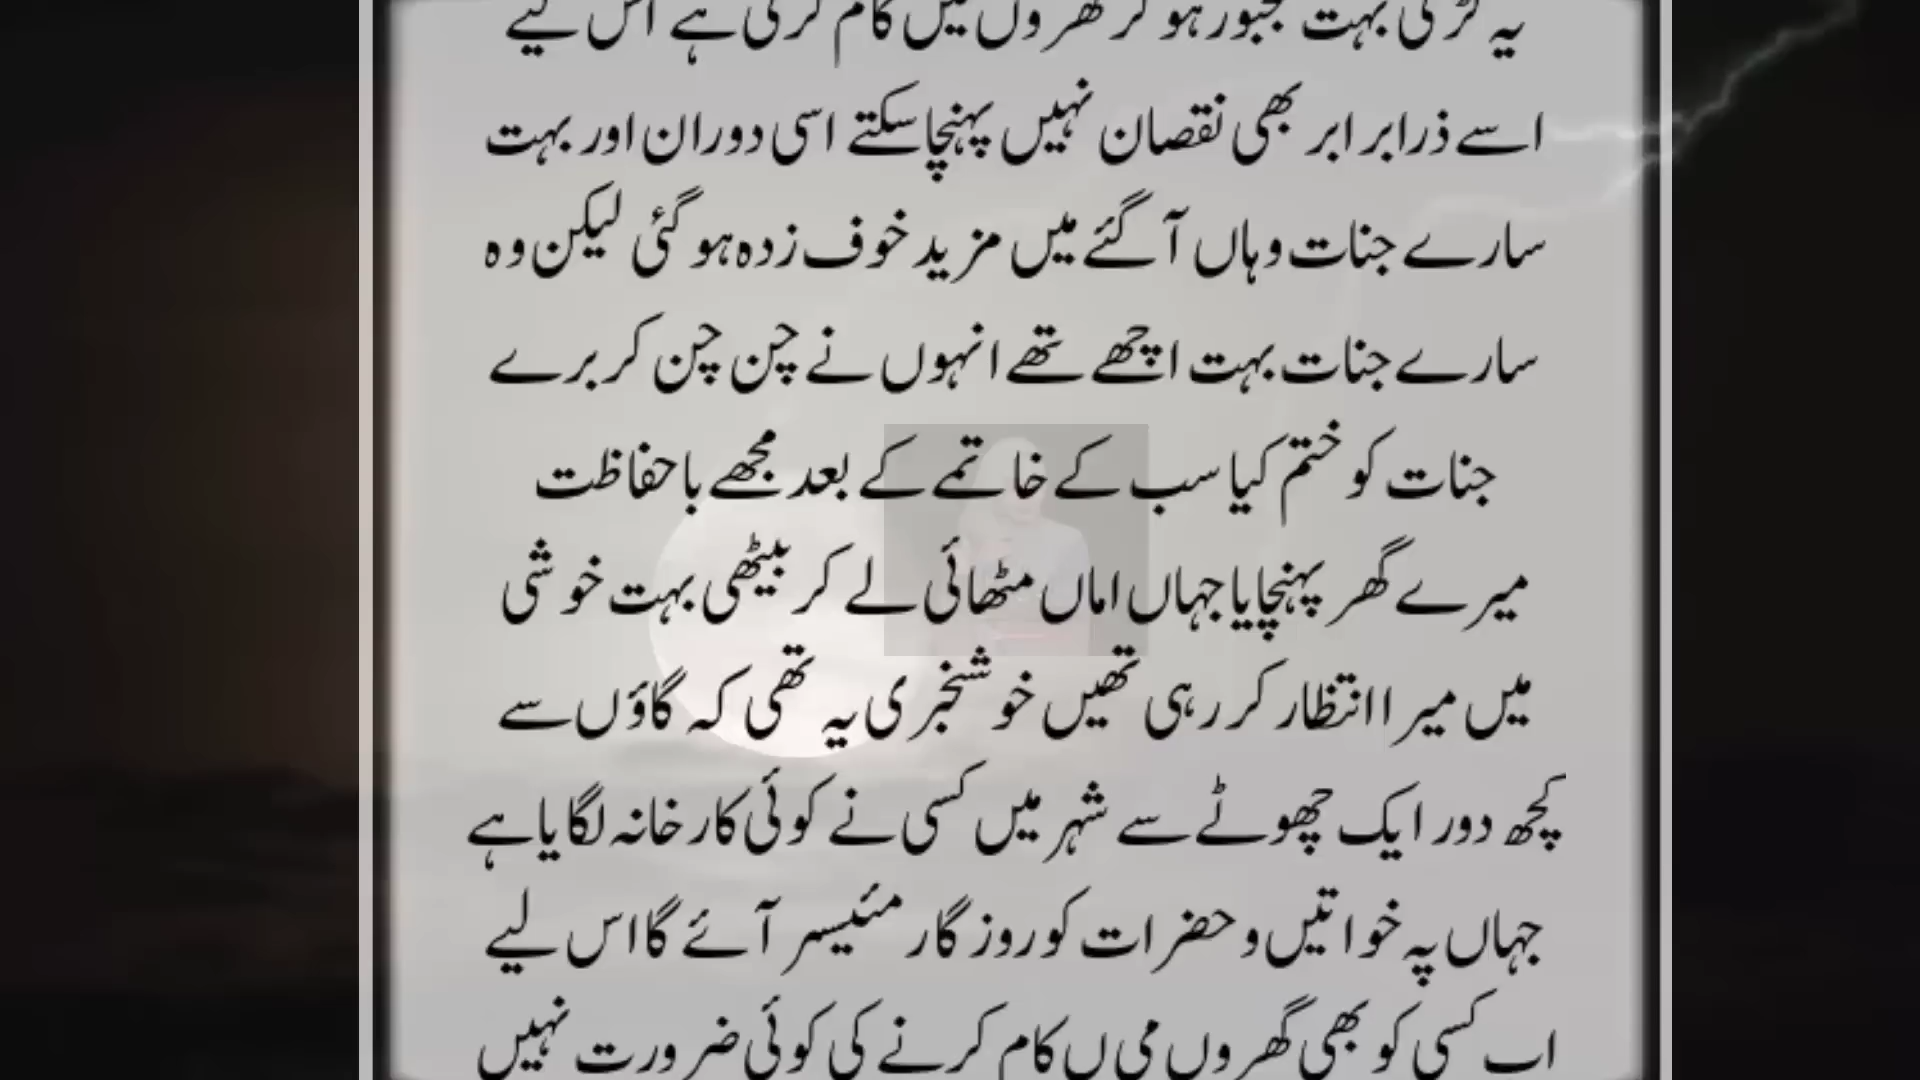 یہ لڑکی بہت مجبور ہو کر گھروں میں کام کرتی ہے اس لیے
اسے ذرا برابر بھی نقصان نہیں پہنچا سکتے اسی دوران اور بہت
سارے جنات وہاں آ گئے میں مزید خوف زدہ ہو گئی لیکن وہ
سارے جنات بہت اچھے تھے انہوں نے چن چن کر برے
جنات کو ختم کیا سب کے خاتمے کے بعد مجھے باحفاظت
میرے گھر پہنچایا جہاں اماں مٹھائی لے کر بیٹھی بہت خوشی
میں میرا انتظار کر رہی تھیں خوشخبری یہ تھی کہ گاؤں سے
کچھ دور ایک چھوٹے سے شہر میں کسی نے کوئی کارخانہ لگایا ہے
جہاں پہ خواتیں و حضرات کو روزگار مئیسر آئے گا اس لیے
اب کسی کو بھی گھروں می ں کام کرنے کی کوئی ضرورت نہیں